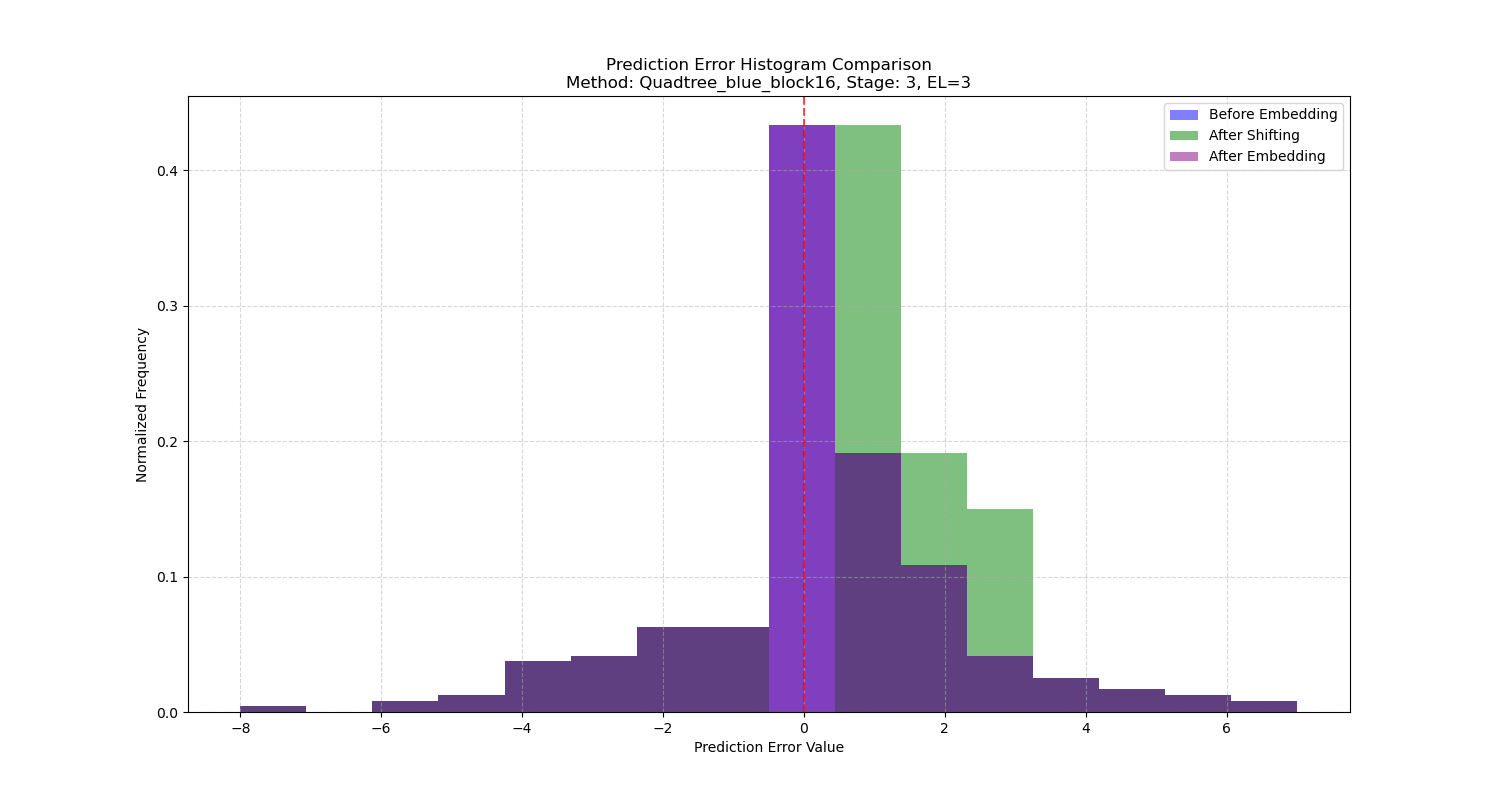 Prediction Error Histogram Comparison
Method: Quadtree_blue_block16, Stage: 3, EL=3
Before Embedding
After Shifting
After Embedding
Normalized Frequency
0.4
0.3
0.2
0.1
0.0
−8 −6 −4 −2 0 2 4 6
Prediction Error Value